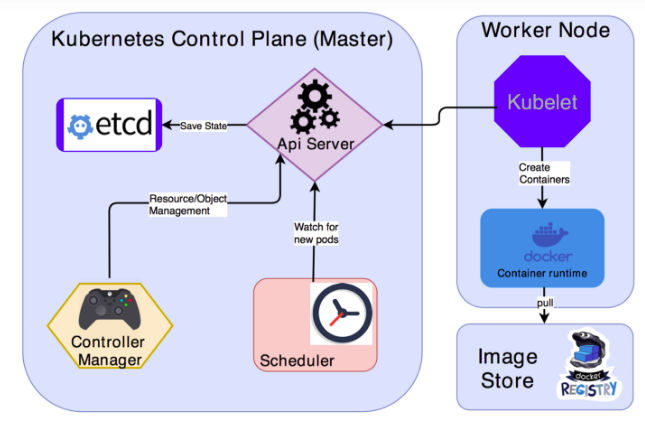 Kubernetes Control Plane (Master)
etcd
Save State
Api Server
Resource/Object
Management
Watch for
new pods
Controller
Manager
Scheduler
Worker Node
Kubelet
Create
Containers
docker
Container runtime
pull
Image
Store
docker
REGISTRY